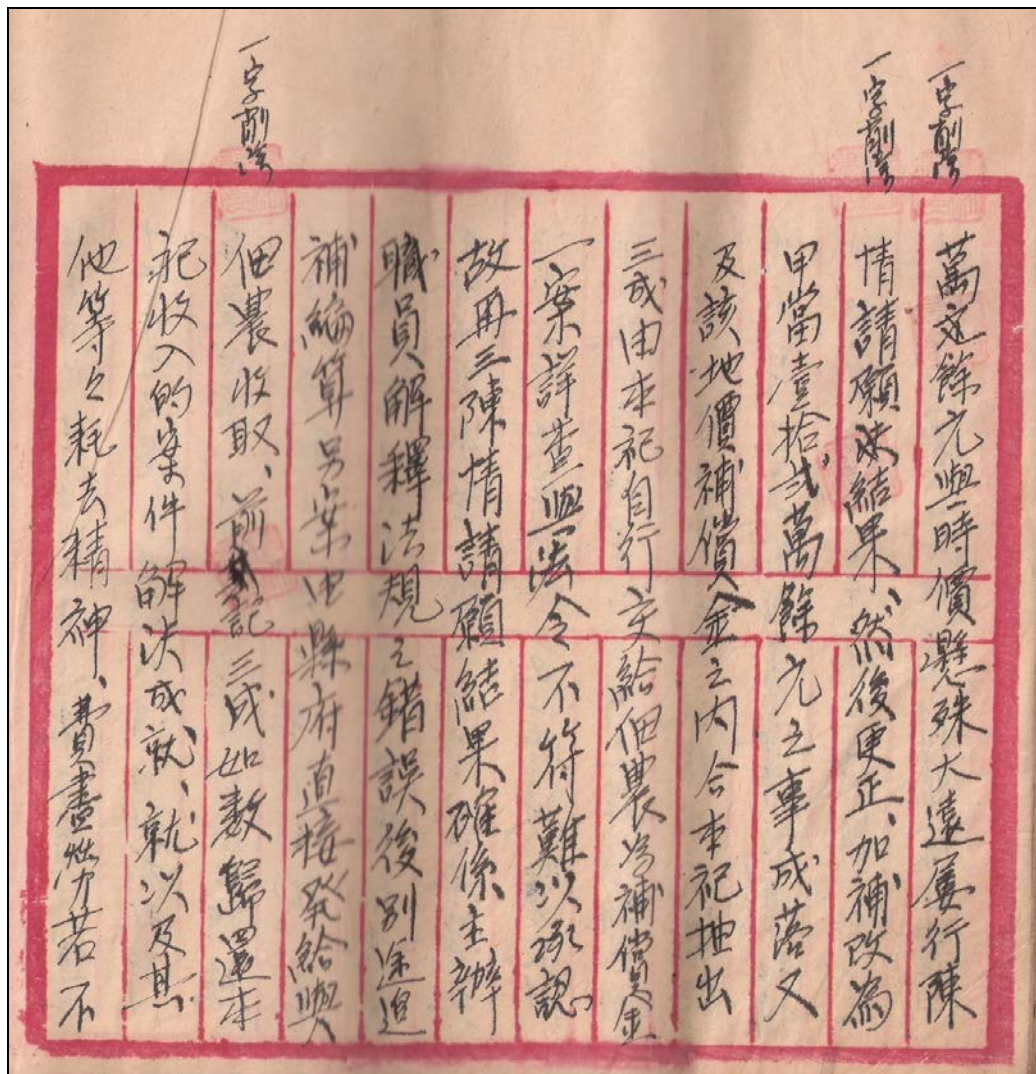 一字削除
一字削除
一字削除
萬元餘元與時價懸殊大遠屢行陳
情請願結果、然後更正、加補改為
甲當壹拾弍萬餘元之事成落又
及該地價補償金之內合本祀抽出
三成由本祀自行交給佃農為補償金
一案詳查與法令不符難以承認
故再三陳情請願結果確係主辦
職員解釋法規之錯誤後別途追
補編算另案由縣府直接發給與
佃農收取、前記三成如數歸還本
祀收入的案件解決成就、就以及其
他等々耗去精神、費盡勞力若不